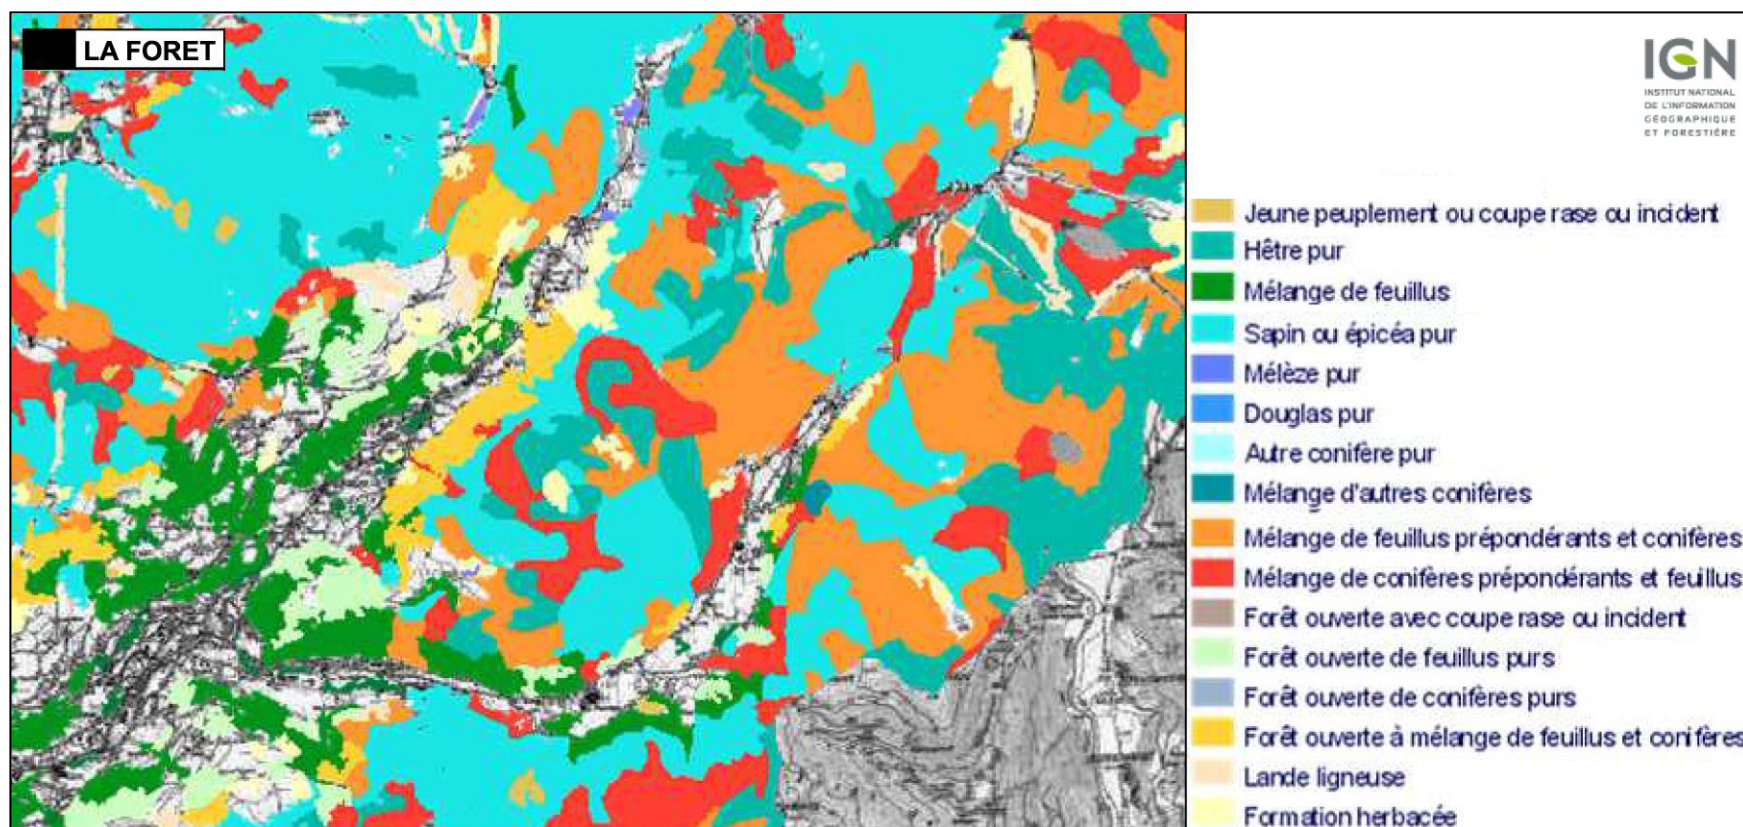 LA FORET
IGN
INSTITUT NATIONAL
DE L'INFORMATION
GÉOGRAPHIQUE
ET FORESTIÈRE
Jeune peuplement ou coupe rase ou incident
Hêtre pur
Mélange de feuillus
Sapin ou épicéa pur
Mélèze pur
Douglas pur
Autre conifère pur
Mélange d'autres conifères
Mélange de feuillus prépondérants et conifères
Mélange de conifères prépondérants et feuillus
Forêt ouverte avec coupe rase ou incident
Forêt ouverte de feuillus purs
Forêt ouverte de conifères purs
Forêt ouverte à mélange de feuillus et conifères
Lande ligneuse
Formation herbacée